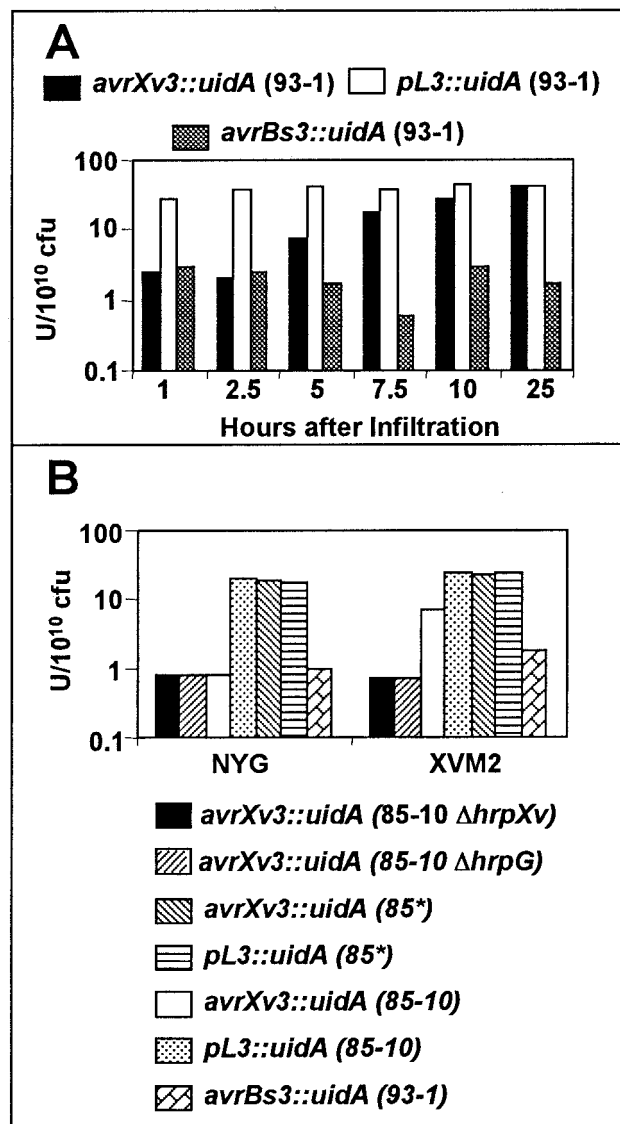 A
avrXv3::uidA (93-1) pL3::uidA (93-1)
avrBs3::uidA (93-1)
100
10
1
0.1
U/10¹⁰ cfu
1 2.5 5 7.5 10 25
Hours after Infiltration
B
100
10
1
0.1
U/10¹⁰ cfu
NYG XVM2
avrXv3::uidA (85-10 ΔhrpXv)
avrXv3::uidA (85-10 ΔhrpG)
avrXv3::uidA (85*)
pL3::uidA (85*)
avrXv3::uidA (85-10)
pL3::uidA (85-10)
avrBs3::uidA (93-1)